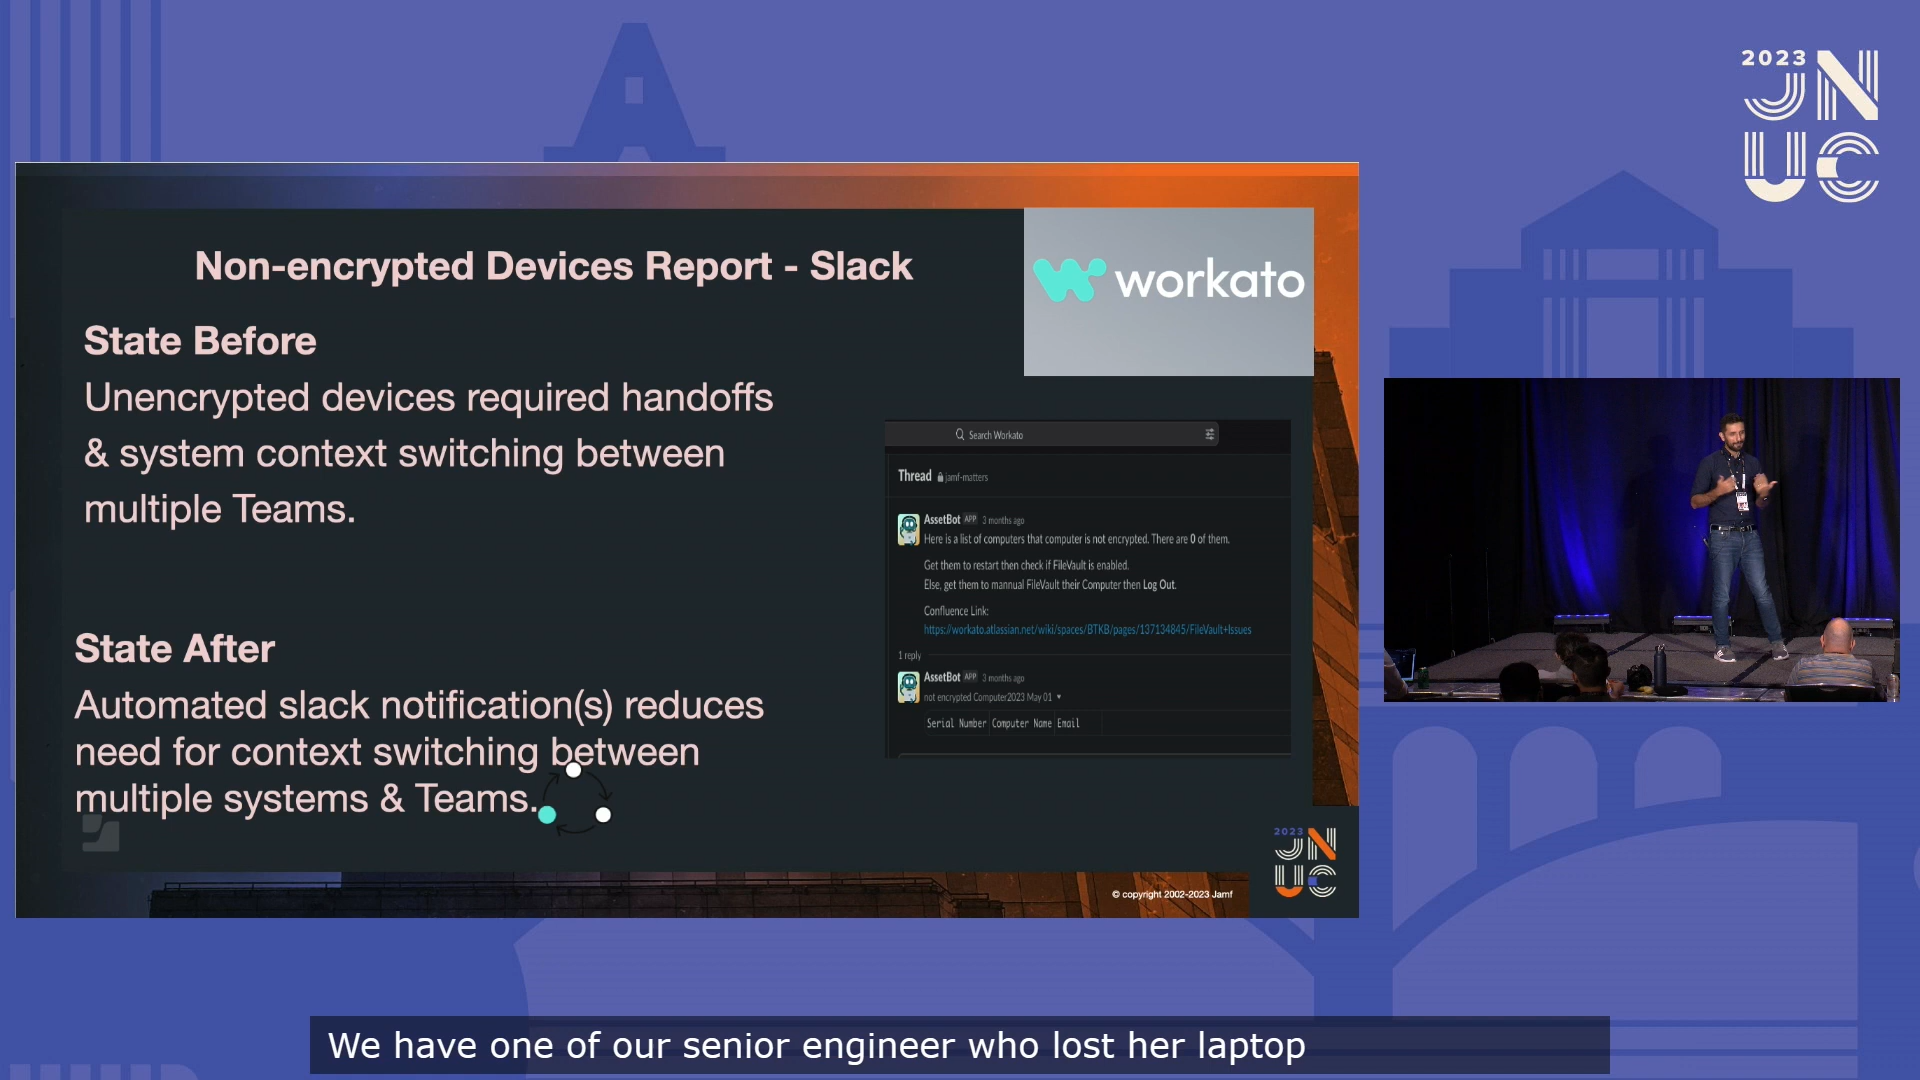 2023
JN
UC
Non-encrypted Devices Report - Slack
workato
State Before
Unencrypted devices required handoffs
& system context switching between
multiple Teams.
Search Workato
Thread jamf-matters
AssetBot APP 3 months ago
Here is a list of computers that computer is not encrypted. There are 0 of them.
Get them to restart then check if FileVault is enabled.
Else, get them to mannual FileVault their Computer then Log Out.
Confluence Link:
https://workato.atlassian.net/wiki/spaces/BTKB/pages/137134845/FileVault+Issues
1 reply
AssetBot APP 3 months ago
not encrypted Computer2023 May 01
Serial Number Computer Name Email
State After
Automated slack notification(s) reduces
need for context switching between
multiple systems & Teams.
2023
JN
UC
© copyright 2002-2023 Jamf
We have one of our senior engineer who lost her laptop